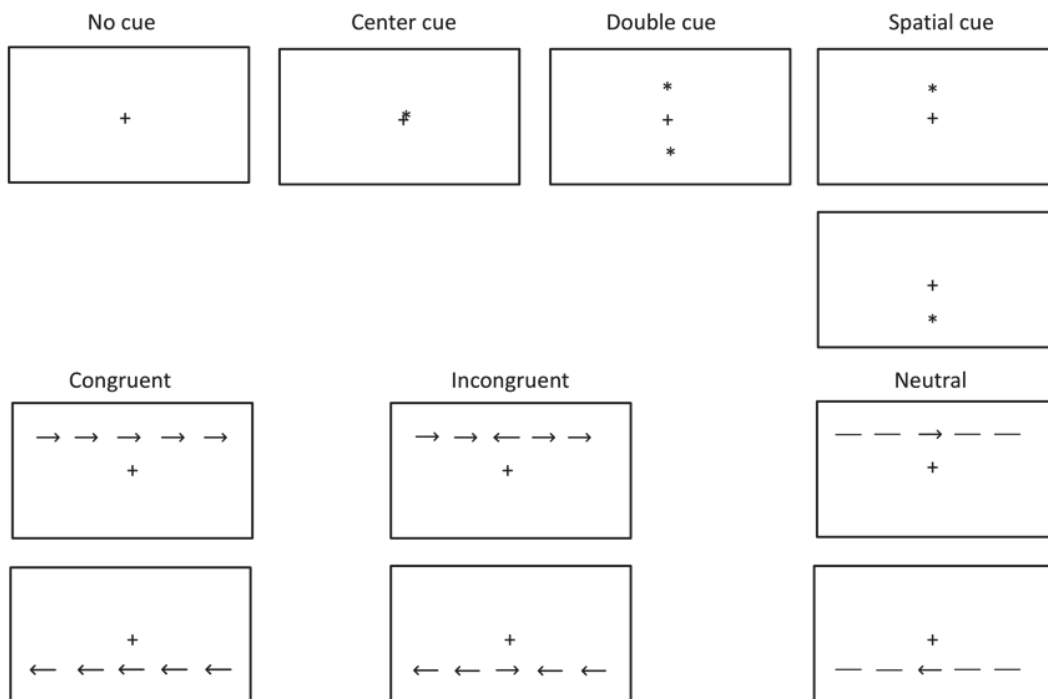 No cue Center cue Double cue Spatial cue
+ +* * *
+ +
*
+
*
Congruent Incongruent Neutral
→ → → → → → → ← → → — — → — —
+ + +
+ + +
← ← ← ← ← ← ← → ← ← — — ← — —